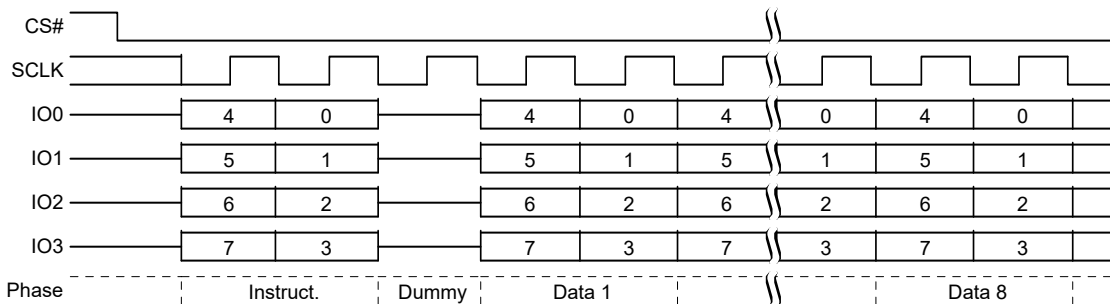 CS#
SCLK
IO0 4 0 4 0 4 0 4 0
IO1 5 1 5 1 5 1 5 1
IO2 6 2 6 2 6 2 6 2
IO3 7 3 7 3 7 3 7 3
Phase Instruct. Dummy Data 1 Data 8